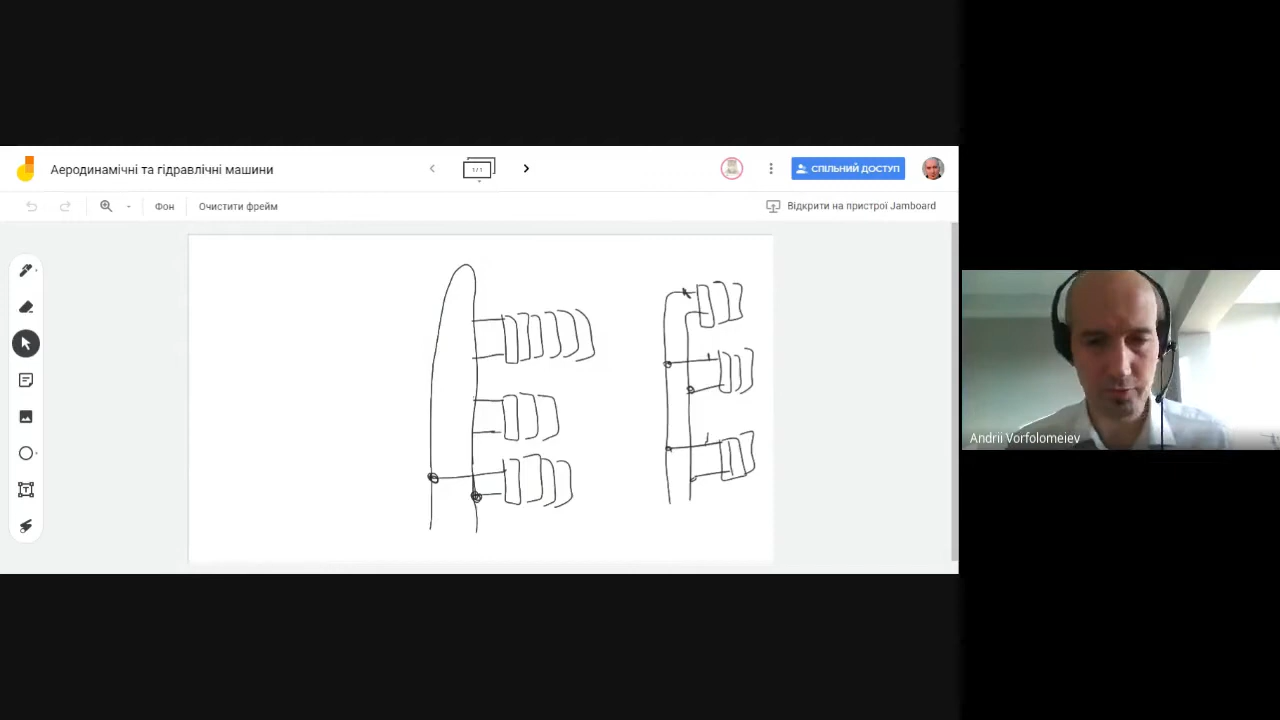 Аеродинамічні та гідравлічні машини
1/1
СПІЛЬНИЙ ДОСТУП
Фон
Очистити фрейм
Відкрити на пристрої Jamboard
Andrii Vorfolomeiev